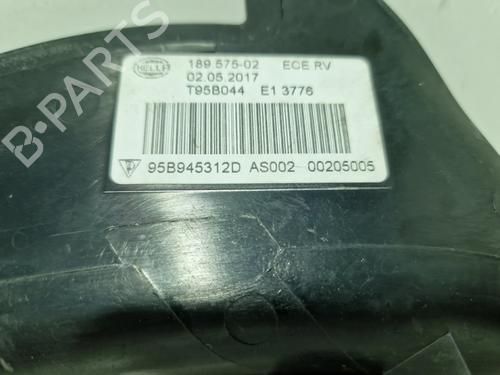 HELLA 189.575-02 ECE RV
02.05.2017
T95B044 E1 3776
95B945312D AS002 00205005
B-PARTS